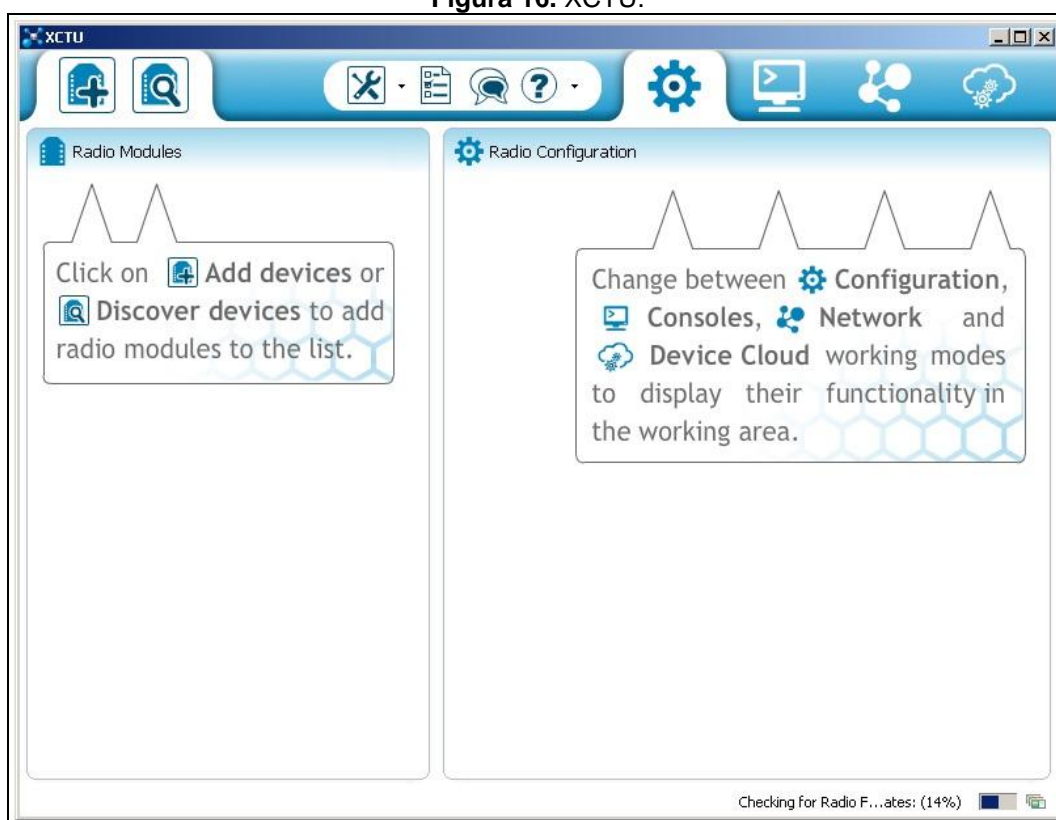 Figura 16. XCTU.
XCTU
Radio Modules
Click on Add devices or
Discover devices to add
radio modules to the list.
Radio Configuration
Change between Configuration,
Consoles, Network and
Device Cloud working modes
to display their functionality in
the working area.
Checking for Radio F...ates: (14%)